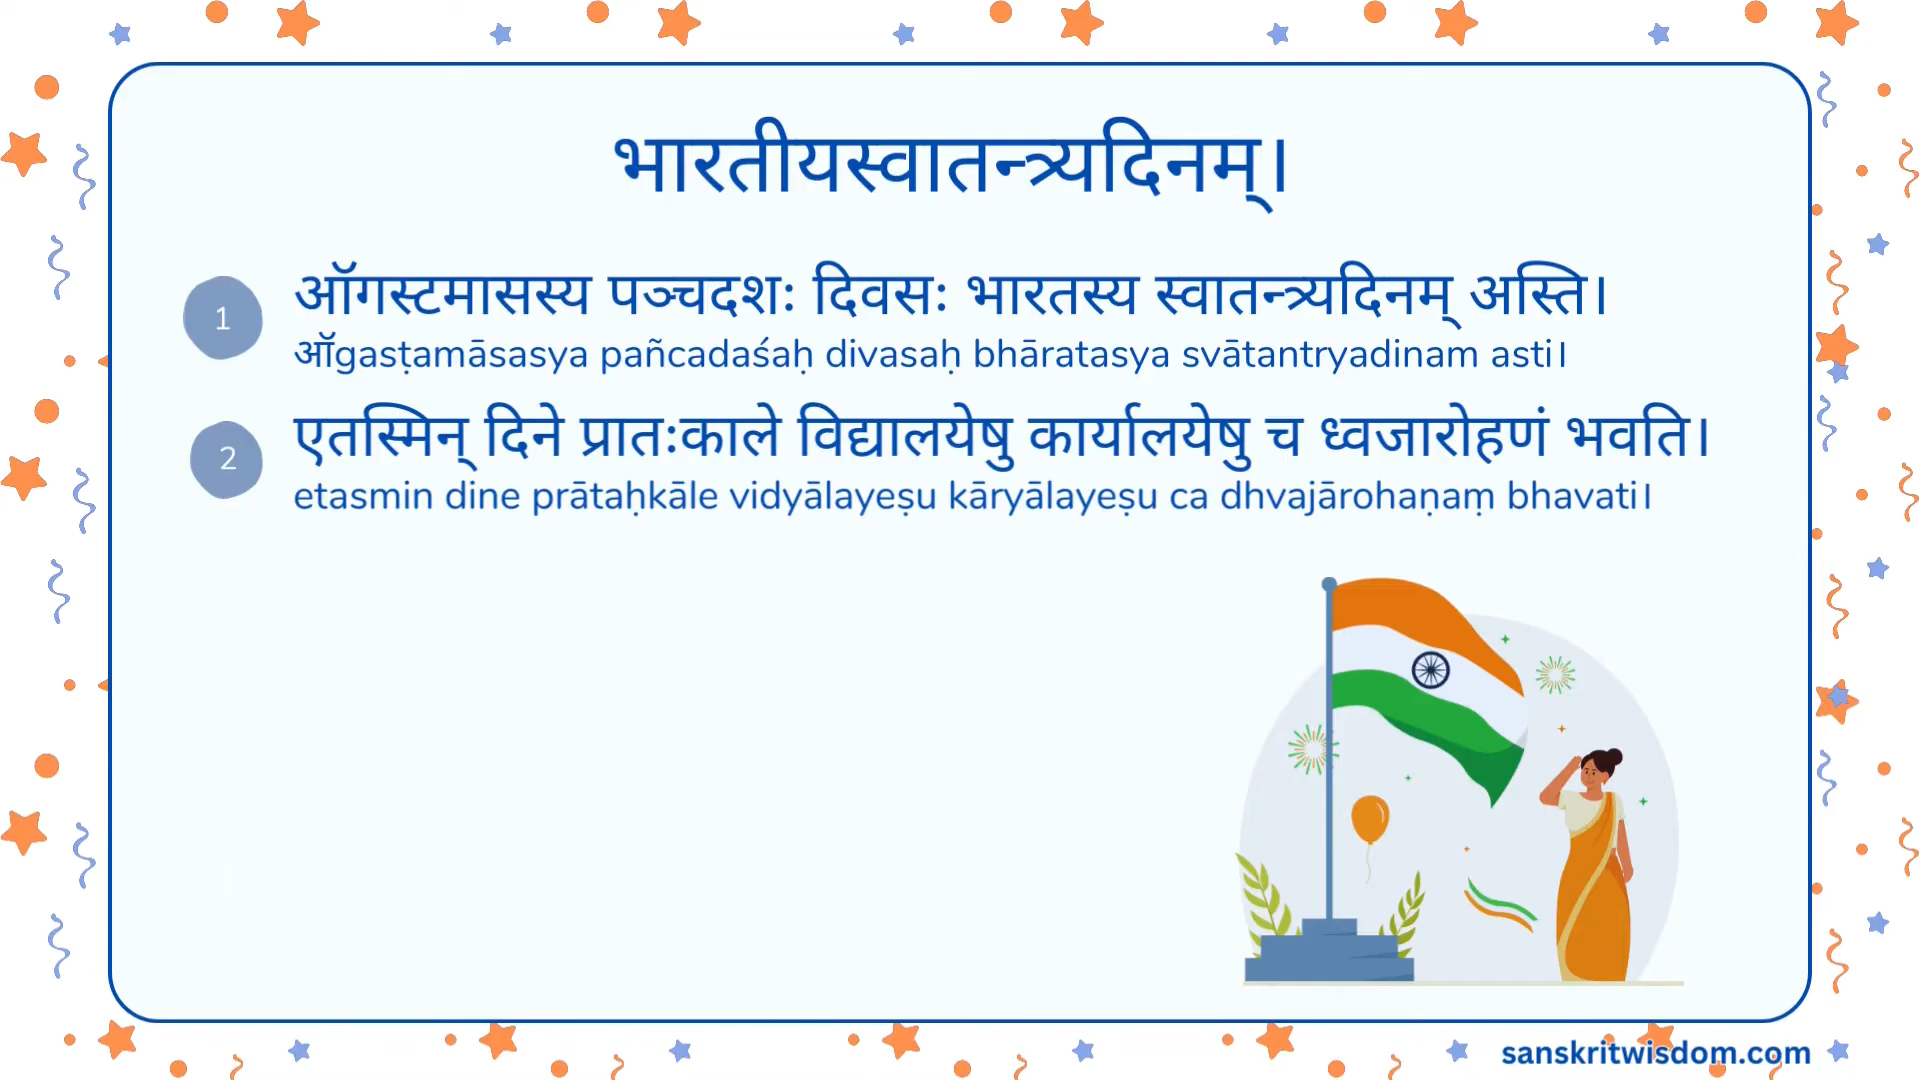 भारतीयस्वातन्त्र्यदिनम्।
1
ऑगस्टमासस्य पञ्चदशः दिवसः भारतस्य स्वातन्त्र्यदिनम् अस्ति।
ऑgasṭamāsasya pañcadaśaḥ divasaḥ bhāratasya svātantryadinam asti।
2
एतस्मिन् दिने प्रातःकाले विद्यालयेषु कार्यालयेषु च ध्वजारोहणं भवति।
etasmin dine prātaḥkāle vidyālayeṣu kāryālayeṣu ca dhvajārohaṇaṃ bhavati।
sanskritwisdom.com